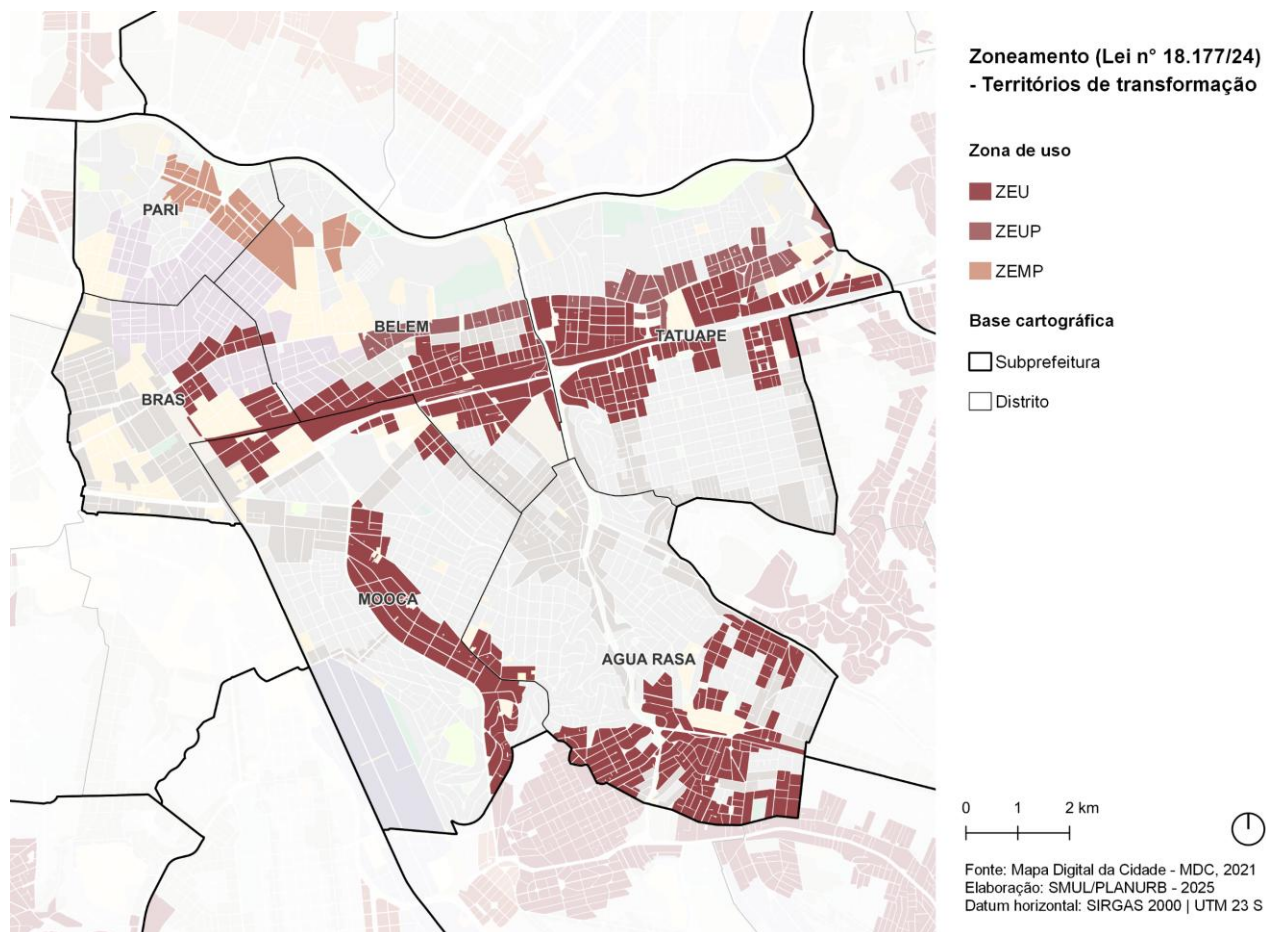 Zoneamento (Lei n° 18.177/24)
- Territórios de transformação
Zona de uso
ZEU
ZEUP
ZEMP
Base cartográfica
Subprefeitura
Distrito
PARI
BELEM
TATUAPE
BRAS
MOOCA
AGUA RASA
0 1 2 km
Fonte: Mapa Digital da Cidade - MDC, 2021
Elaboração: SMUL/PLANURB - 2025
Datum horizontal: SIRGAS 2000 | UTM 23 S